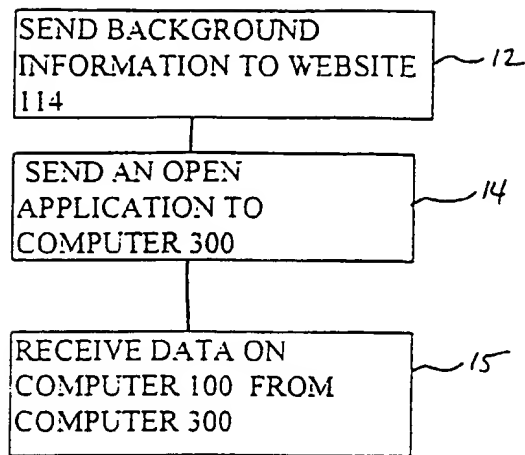 SEND BACKGROUND
INFORMATION TO WEBSITE
114
12
SEND AN OPEN
APPLICATION TO
COMPUTER 300
14
RECEIVE DATA ON
COMPUTER 100 FROM
COMPUTER 300
15